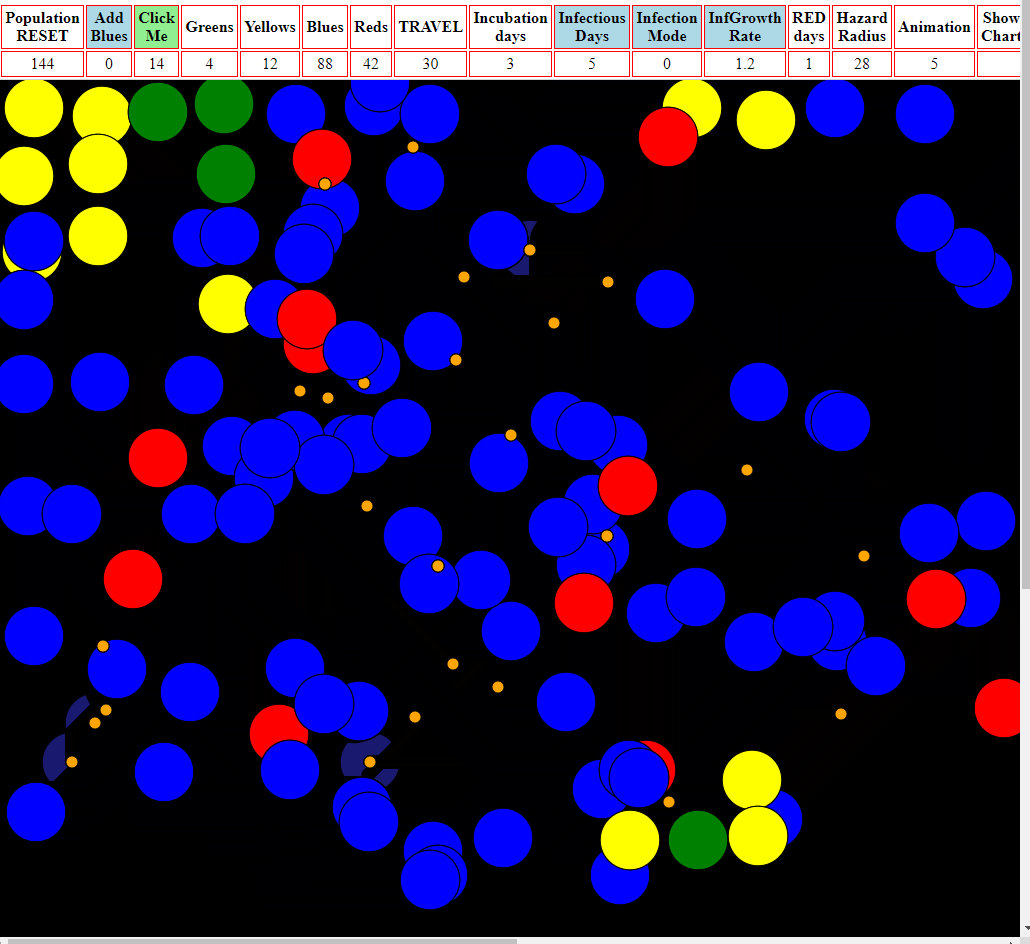 Population RESET Add Blues Click Me Greens Yellows Blues Reds TRAVEL Incubation days Infectious Days Infection Mode InfGrowth Rate RED days Hazard Radius Animation Show Chart
144 0 14 4 12 88 42 30 3 5 0 1.2 1 28 5